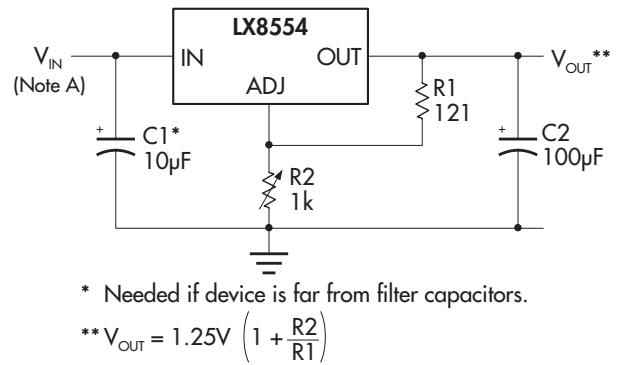 LX8554
V_IN
(Note A)
IN
OUT
ADJ
V_OUT**
R1
121
C1*
10µF
C2
100µF
R2
1k
* Needed if device is far from filter capacitors.
** V_OUT = 1.25V (1 + R2/R1)